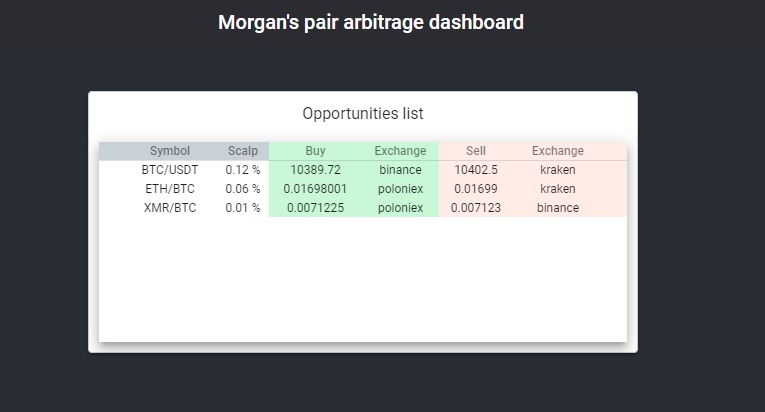 Morgan's pair arbitrage dashboard
Opportunities list
Symbol Scalp Buy Exchange Sell Exchange
BTC/USDT 0.12 % 10389.72 binance 10402.5 kraken
ETH/BTC 0.06 % 0.01698001 poloniex 0.01699 kraken
XMR/BTC 0.01 % 0.0071225 poloniex 0.007123 binance